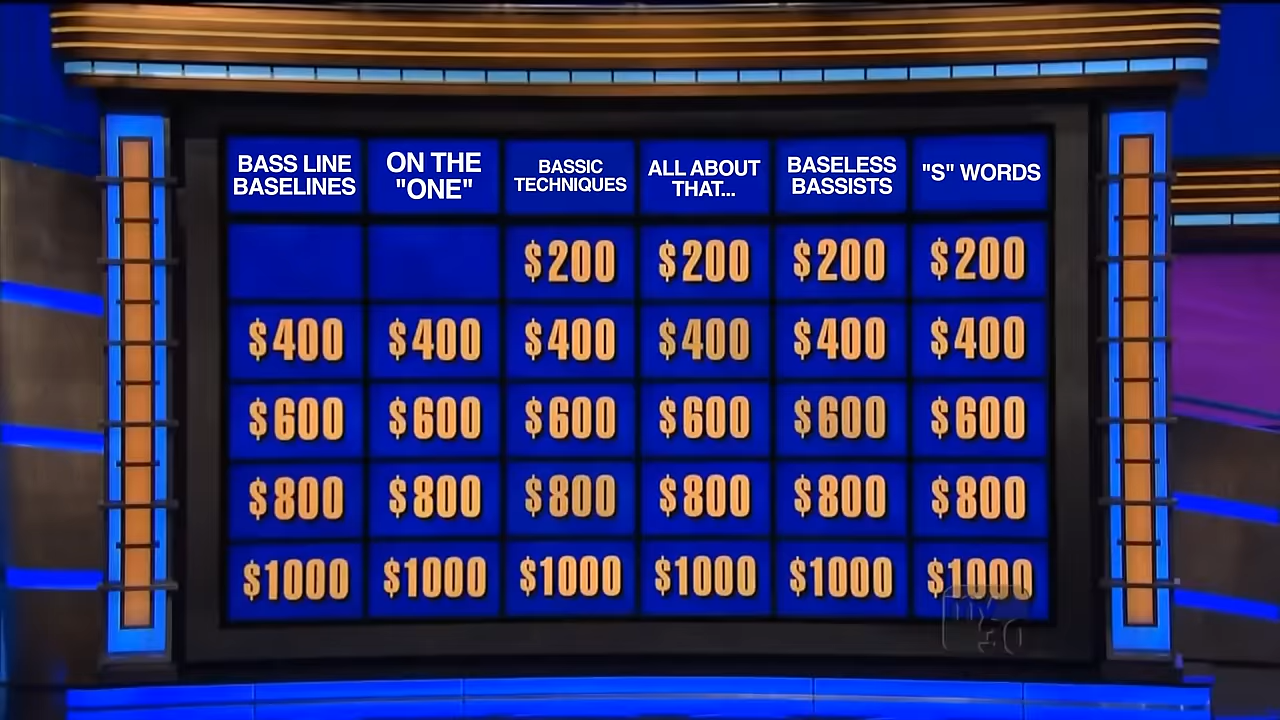 BASS LINE
BASELINES
ON THE
"ONE"
BASSIC
TECHNIQUES
ALL ABOUT
THAT...
BASELESS
BASSISTS
"S" WORDS
$200 $200 $200 $200
$400 $400 $400 $400 $400 $400
$600 $600 $600 $600 $600 $600
$800 $800 $800 $800 $800 $800
$1000 $1000 $1000 $1000 $1000 $1000